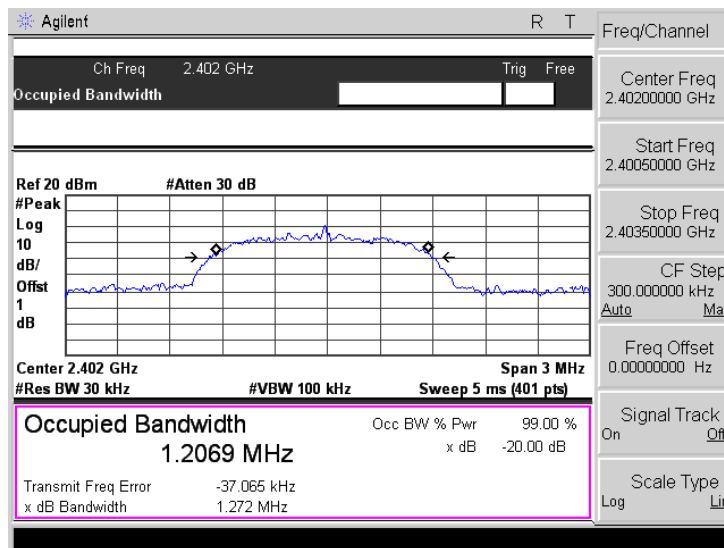 Agilent R T
Ch Freq 2.402 GHz Trig Free
Occupied Bandwidth
Ref 20 dBm #Atten 30 dB
#Peak
Log
10
dB/
Offst
1
dB
Center 2.402 GHz Span 3 MHz
#Res BW 30 kHz #VBW 100 kHz Sweep 5 ms (401 pts)
Occupied Bandwidth
1.2069 MHz
Occ BW % Pwr 99.00 %
x dB -20.00 dB
Transmit Freq Error -37.065 kHz
x dB Bandwidth 1.272 MHz
Freq/Channel
Center Freq
2.40200000 GHz
Start Freq
2.40050000 GHz
Stop Freq
2.40350000 GHz
CF Step
300.000000 kHz
Auto Ma
Freq Offset
0.00000000 Hz
Signal Track
On Off
Scale Type
Log Lin